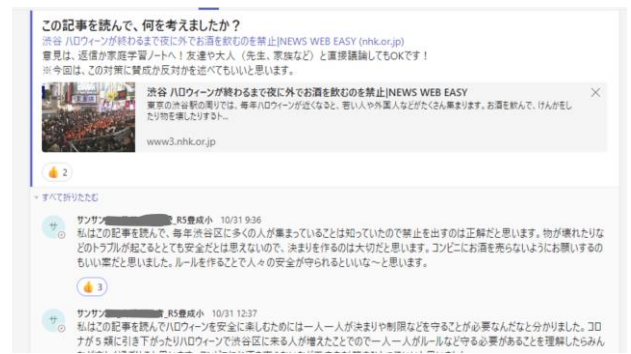 この記事を読んで、何を考えましたか？
渋谷 ハロウィーンが終わるまで夜に外でお酒を飲むのを禁止|NEWS WEB EASY (nhk.or.jp)
意見は、返信か家庭学習ノートへ！友達や大人（先生、家族など）と直接議論してもOKです！
※今回は、この対策に賛成か反対かを述べてもいいと思います。
渋谷 ハロウィーンが終わるまで夜に外でお酒を飲むのを禁止|NEWS WEB EASY
東京の渋谷駅の周りでは、毎年ハロウィーンが近くなると、若い人や外国人などがたくさん集まります。お酒を飲んで、けんかをし
たり物を壊したりするト...
www3.nhk.or.jp
2
すべて折りたたむ
サ
サンサン
_R5豊成小 10/31 9:36
私はこの記事を読んで、毎年渋谷区に多くの人が集まっていることは知っていたので禁止を出すのは正解だと思います。物が壊れたりな
どのトラブルが起こるととても安全だとは思えないので、決まりを作るのは大切だと思います。コンビニにお酒を売らないようにお願いするの
もいい案だと思いました。ルールを作ることで人々の安全が守られるといいな～と思います。
3
サ
サンサン
_R5豊成小 10/31 12:37
私はこの記事を読んでハロウィーンを安全に楽しむためには一人一人が決まりや制限などを守ることが必要なんだなと分かりました。コロ
ナが５類に引き下がったりハロウィーンで渋谷区に来る人が増えたことでので一人一人がルールなど守る必要があることを理解したらみん